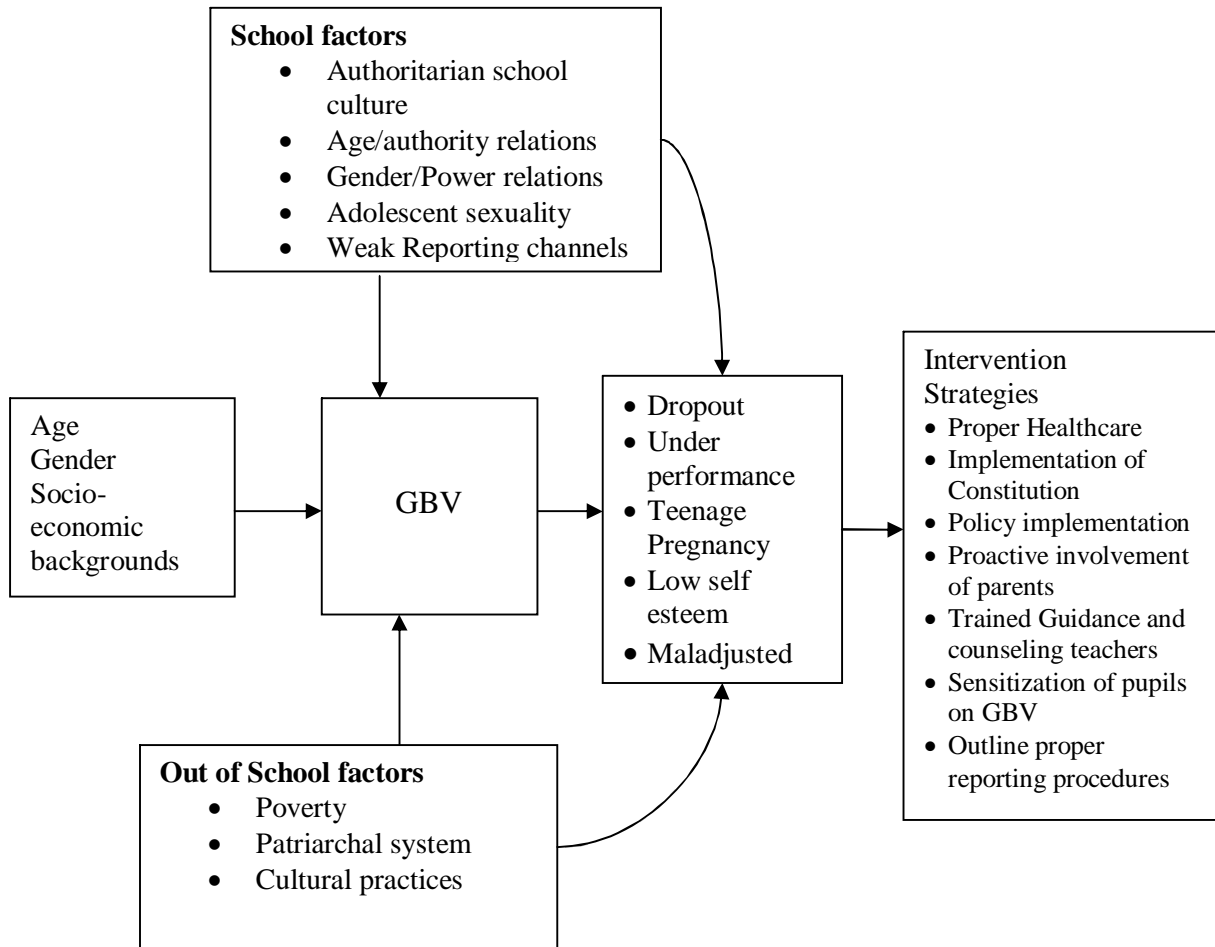 School factors
• Authoritarian school
culture
• Age/authority relations
• Gender/Power relations
• Adolescent sexuality
• Weak Reporting channels
Age
Gender
Socio-
economic
backgrounds
GBV
• Dropout
• Under
performance
• Teenage
Pregnancy
• Low self
esteem
• Maladjusted
Intervention
Strategies
• Proper Healthcare
• Implementation of
Constitution
• Policy implementation
• Proactive involvement
of parents
• Trained Guidance and
counseling teachers
• Sensitization of pupils
on GBV
• Outline proper
reporting procedures
Out of School factors
• Poverty
• Patriarchal system
• Cultural practices